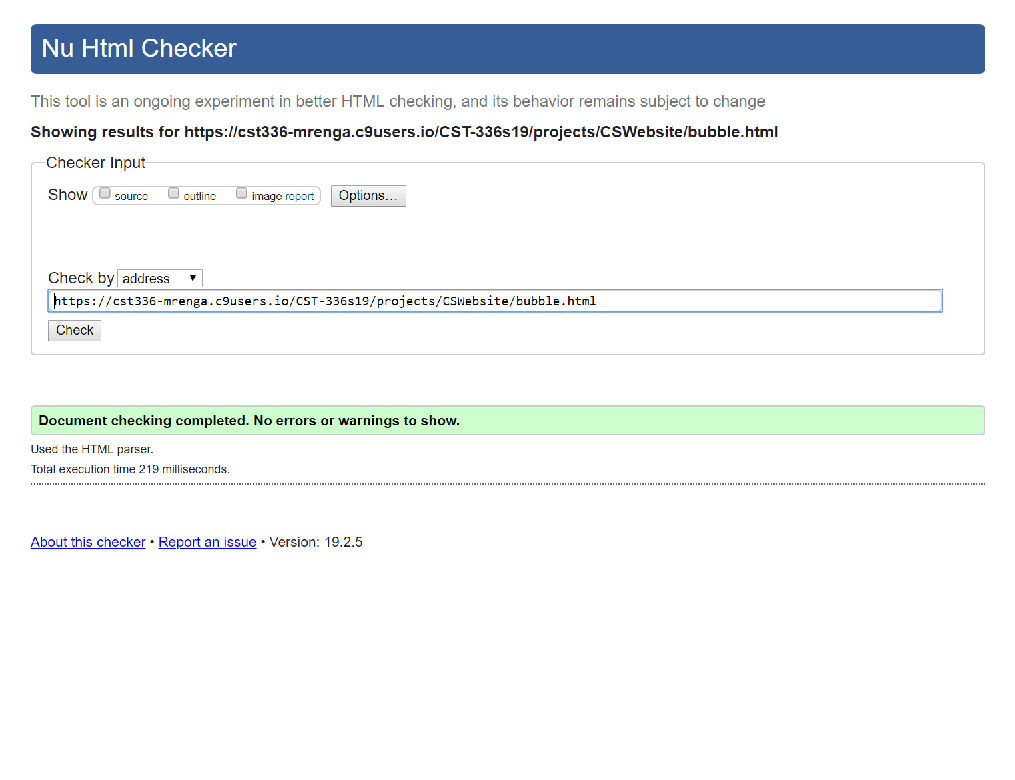 Nu Html Checker
This tool is an ongoing experiment in better HTML checking, and its behavior remains subject to change
Showing results for https://cst336-mrenga.c9users.io/CST-336s19/projects/CSWebsite/bubble.html
Checker Input
Show source outline image report Options...
Check by address
https://cst336-mrenga.c9users.io/CST-336s19/projects/CSWebsite/bubble.html
Check
Document checking completed. No errors or warnings to show.
Used the HTML parser.
Total execution time 219 milliseconds.
About this checker • Report an issue • Version: 19.2.5